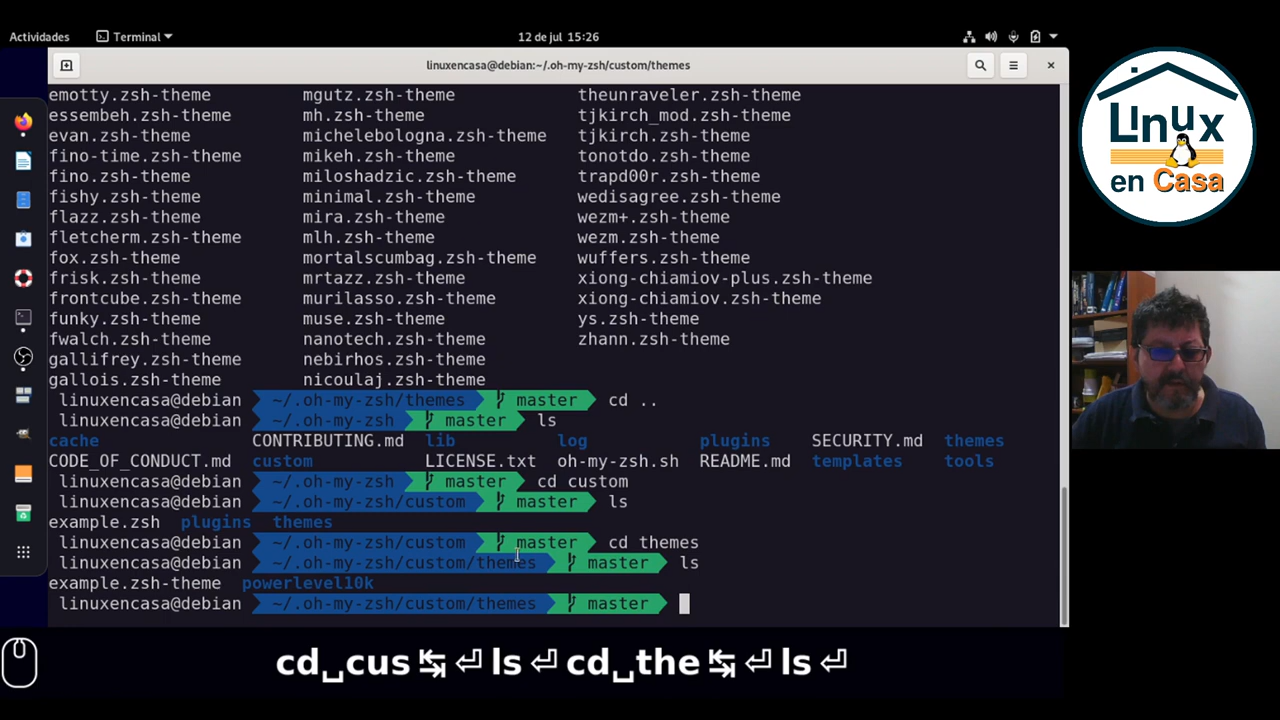 Actividades Terminal 12 de jul 15:26
linuxencasa@debian:~/.oh-my-zsh/custom/themes
emotty.zsh-theme mgutz.zsh-theme theunraveler.zsh-theme
essembeh.zsh-theme mh.zsh-theme tjkirch_mod.zsh-theme
evan.zsh-theme michelebologna.zsh-theme tjkirch.zsh-theme
fino-time.zsh-theme mikeh.zsh-theme tonotdo.zsh-theme
fino.zsh-theme miloshadzic.zsh-theme trapd00r.zsh-theme
fishy.zsh-theme minimal.zsh-theme wedisagree.zsh-theme
flazz.zsh-theme mira.zsh-theme wezm+.zsh-theme
fletcherm.zsh-theme mlh.zsh-theme wezm.zsh-theme
fox.zsh-theme mortalscumbag.zsh-theme wuffers.zsh-theme
frisk.zsh-theme mrtazz.zsh-theme xiong-chiamiov-plus.zsh-theme
frontcube.zsh-theme murilasso.zsh-theme xiong-chiamiov.zsh-theme
funky.zsh-theme muse.zsh-theme ys.zsh-theme
fwalch.zsh-theme nanotech.zsh-theme zhann.zsh-theme
gallifrey.zsh-theme nebirhos.zsh-theme
gallois.zsh-theme nicoulaj.zsh-theme
linuxencasa@debian ~/.oh-my-zsh/themes master cd ..
linuxencasa@debian ~/.oh-my-zsh master ls
cache CONTRIBUTING.md lib log plugins SECURITY.md themes
CODE_OF_CONDUCT.md custom LICENSE.txt oh-my-zsh.sh README.md templates tools
linuxencasa@debian ~/.oh-my-zsh master cd custom
linuxencasa@debian ~/.oh-my-zsh/custom master ls
example.zsh plugins themes
linuxencasa@debian ~/.oh-my-zsh/custom master cd themes
linuxencasa@debian ~/.oh-my-zsh/custom/themes master ls
example.zsh-theme powerlevel10k
linuxencasa@debian ~/.oh-my-zsh/custom/themes master
cd␣cus↹⏎ls⏎cd␣the↹⏎ls⏎
Linux
en Casa